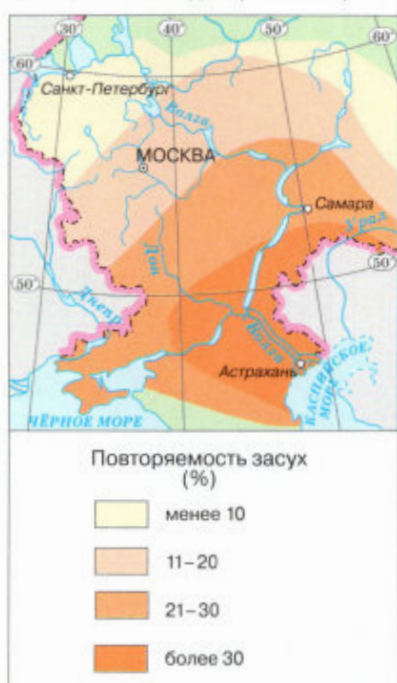 30°
40°
50°
60°
60°
Санкт-Петербург
Волга
МОСКВА
Самара
Урал
Дон
50°
50°
Днепр
Волга
Астрахань
КАСПИЙСКОЕ
МОРЕ
ЧЁРНОЕ МОРЕ
Повторяемость засух
(%)
менее 10
11–20
21–30
более 30